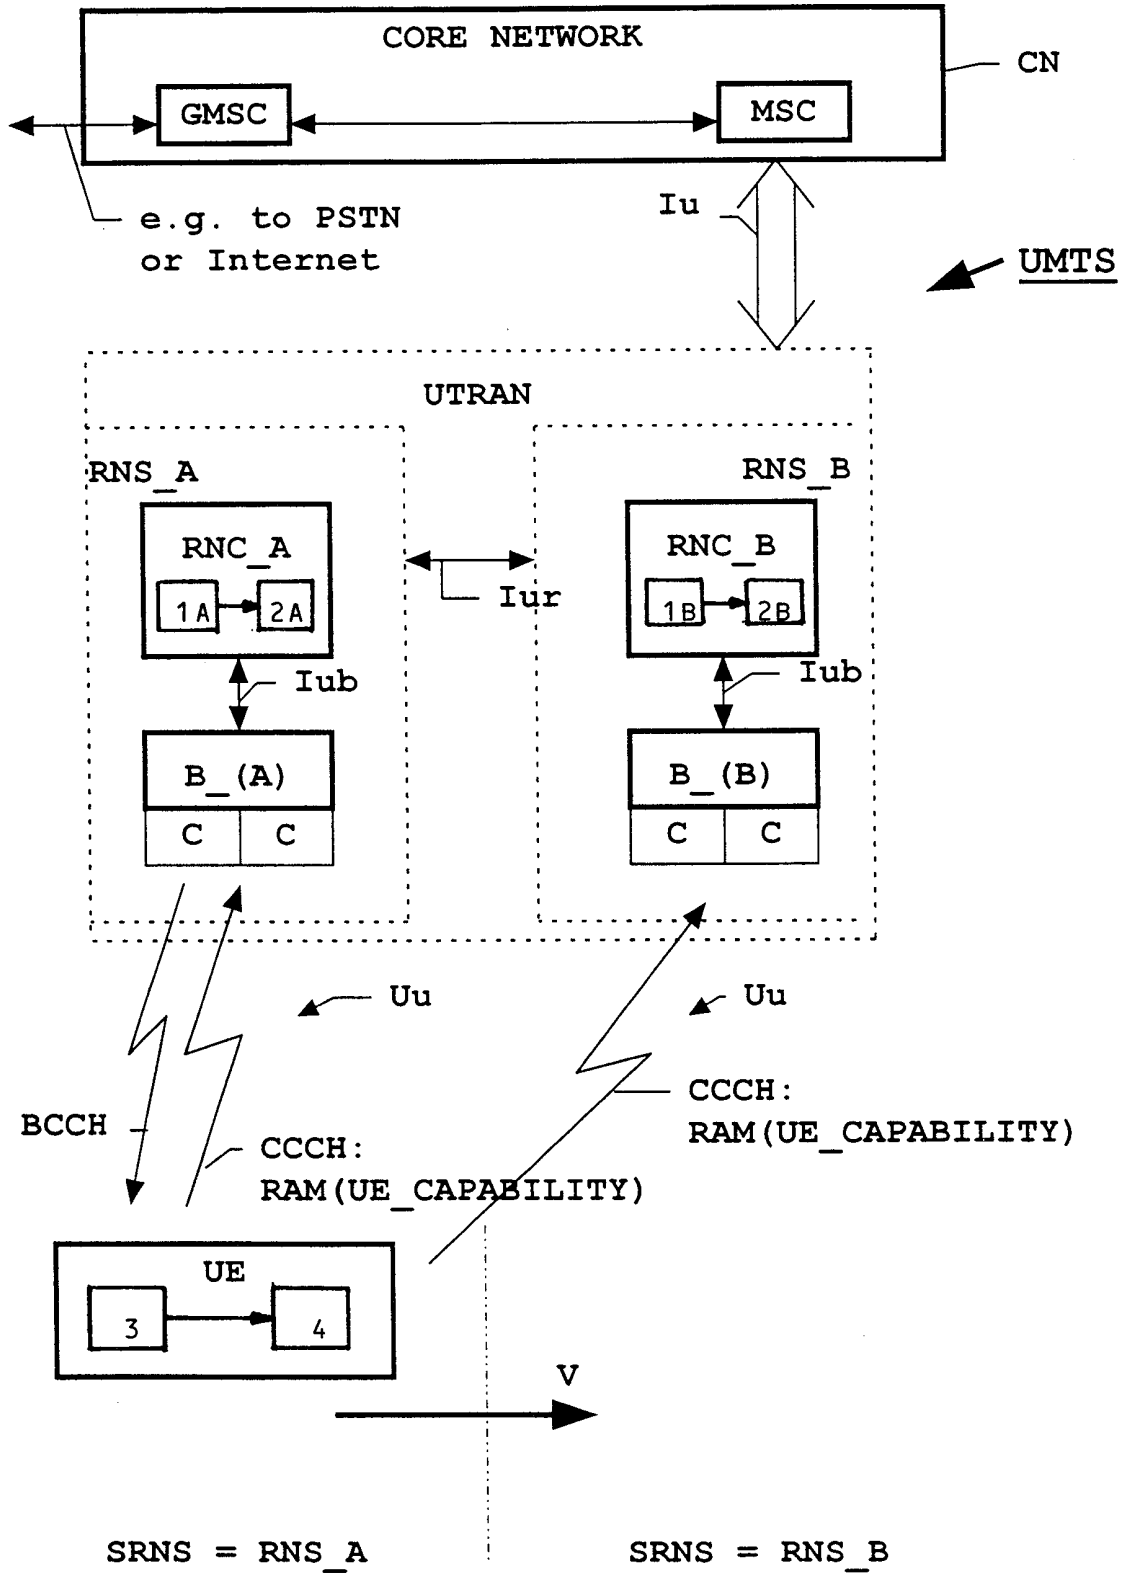 CORE NETWORK
CN
GMSC
MSC
e.g. to PSTN
or Internet
Iu
UMTS
UTRAN
RNS_A
RNS_B
RNC_A
RNC_B
1A
2A
Iur
1B
2B
Iub
Iub
B_(A)
B_(B)
C
C
C
C
Uu
Uu
BCCH
CCCH:
RAM(UE_CAPABILITY)
CCCH:
RAM(UE_CAPABILITY)
UE
3
4
V
SRNS = RNS_A
SRNS = RNS_B